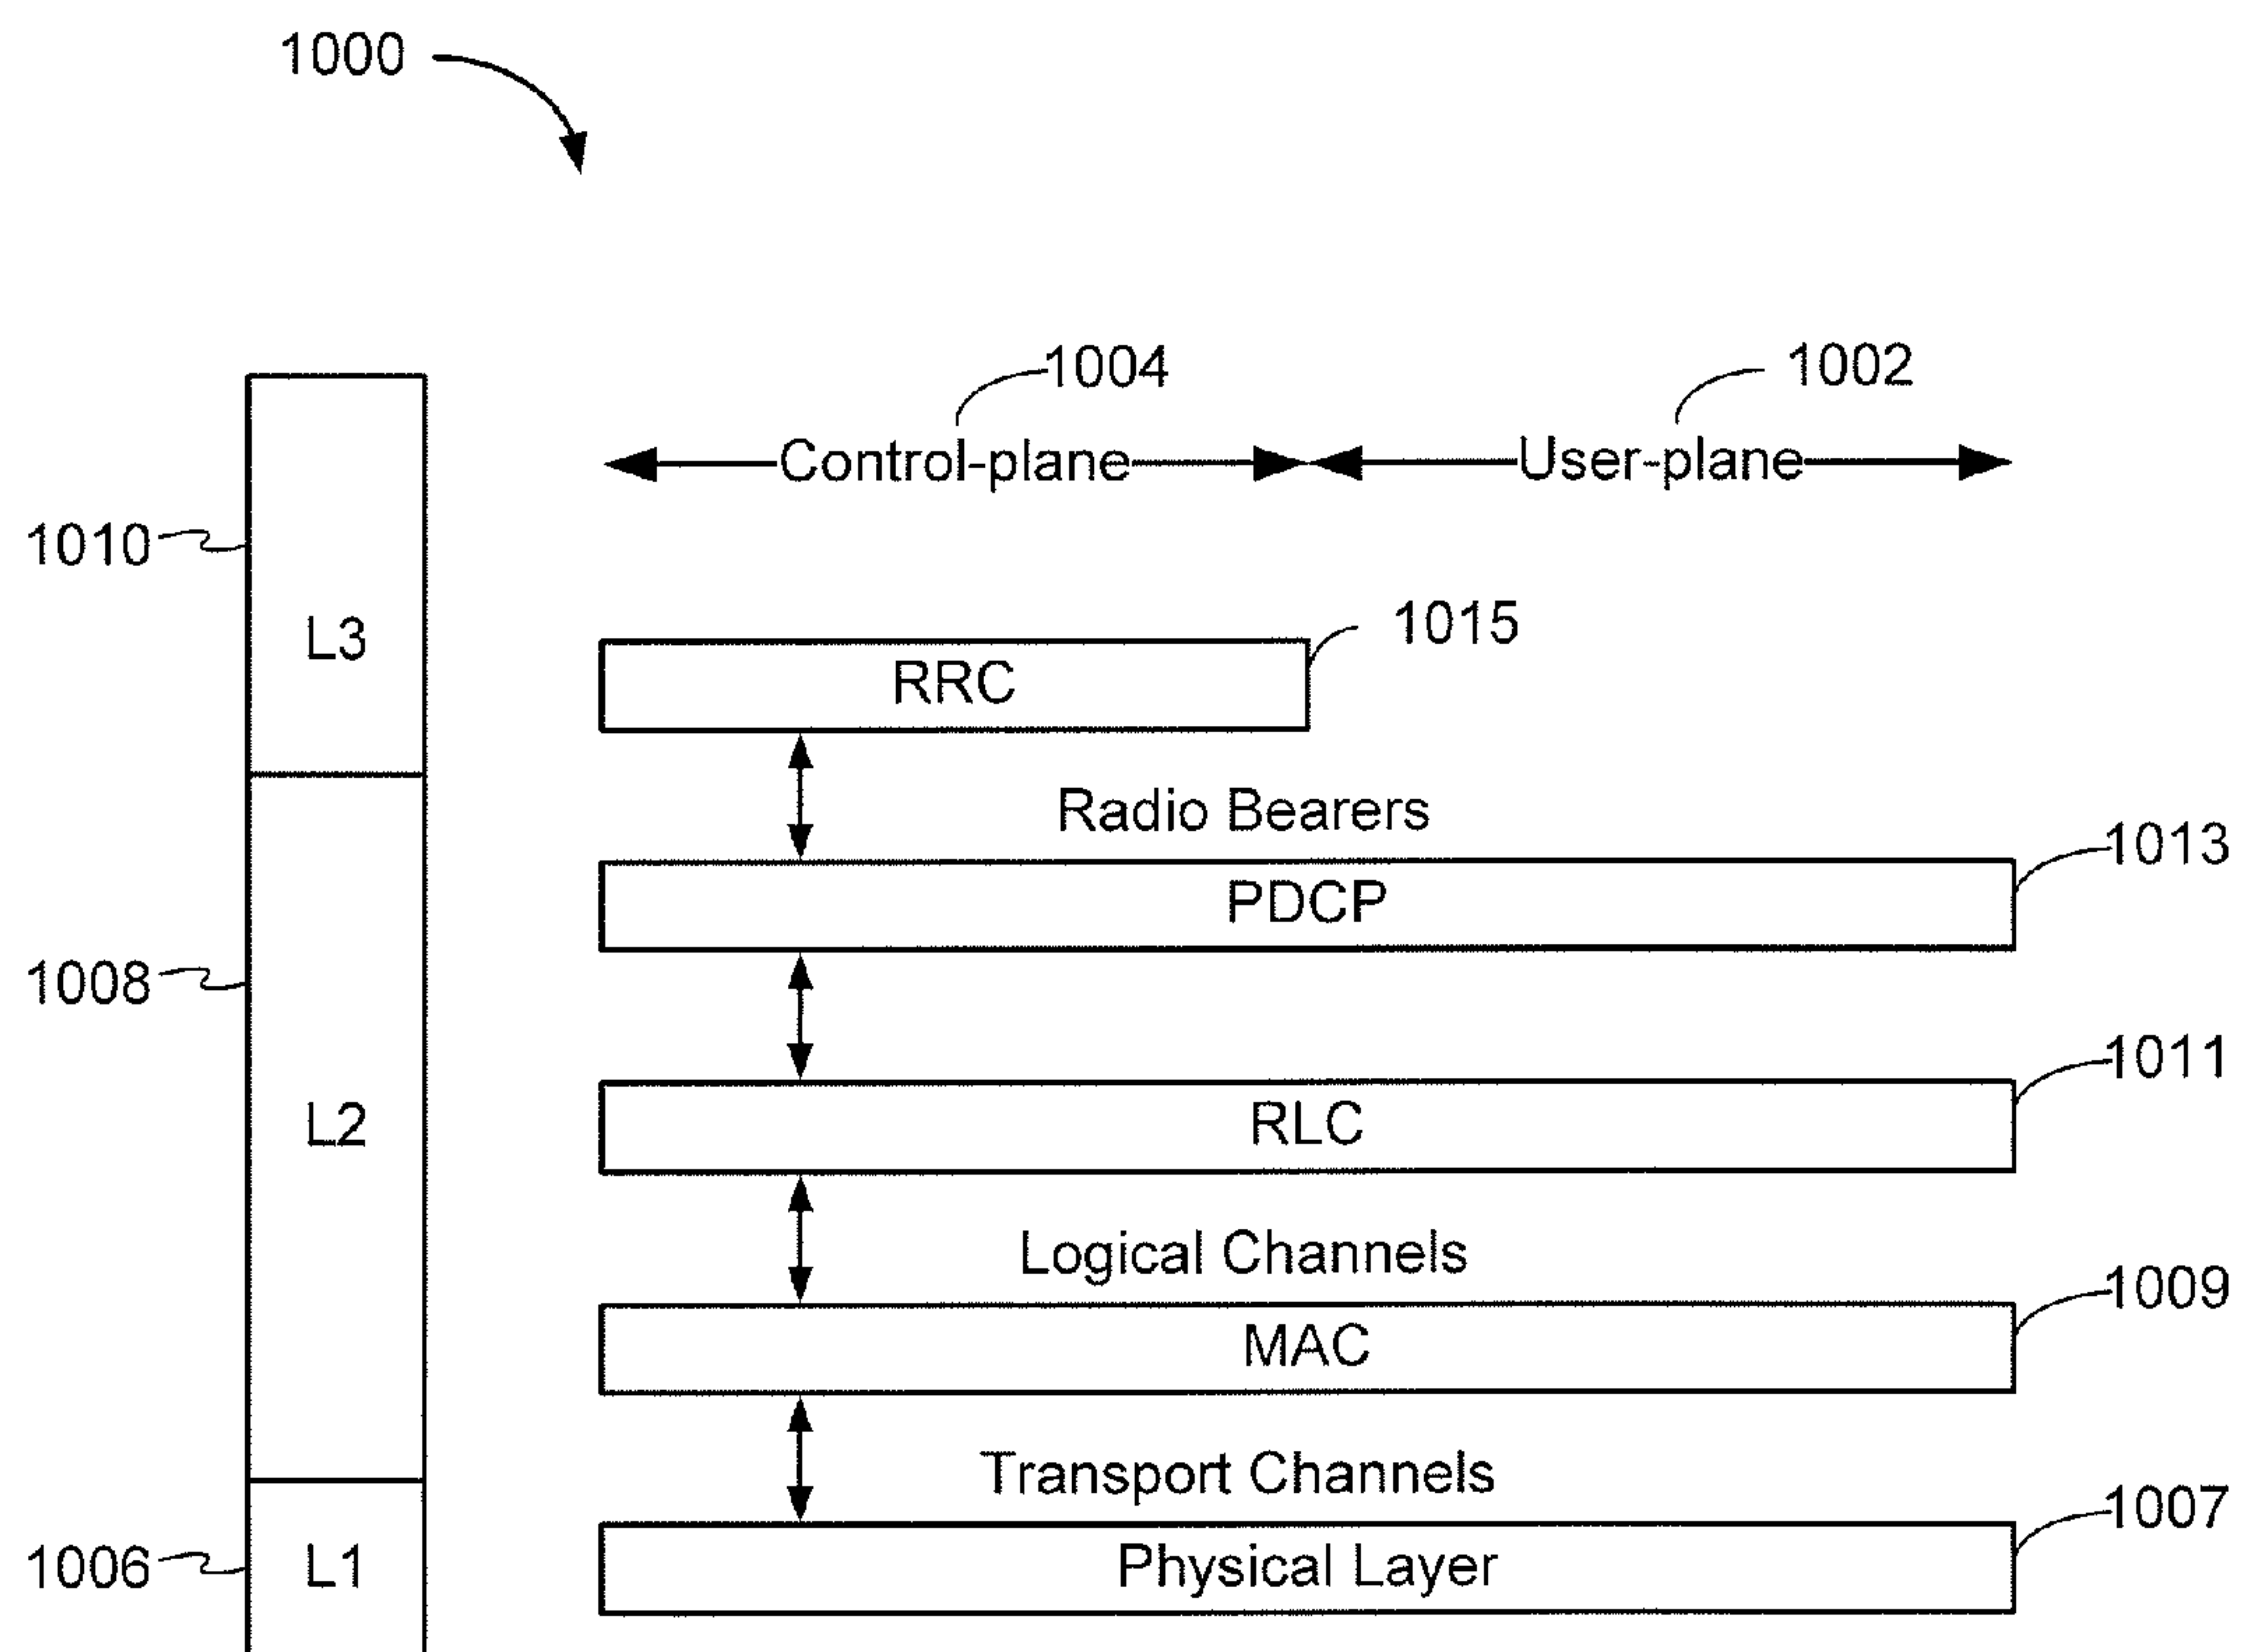 1000
1004
1002
Control-plane
User-plane
1010
L3
1015
RRC
Radio Bearers
1013
PDCP
1008
L2
1011
RLC
Logical Channels
1009
MAC
Transport Channels
1007
1006
L1
Physical Layer